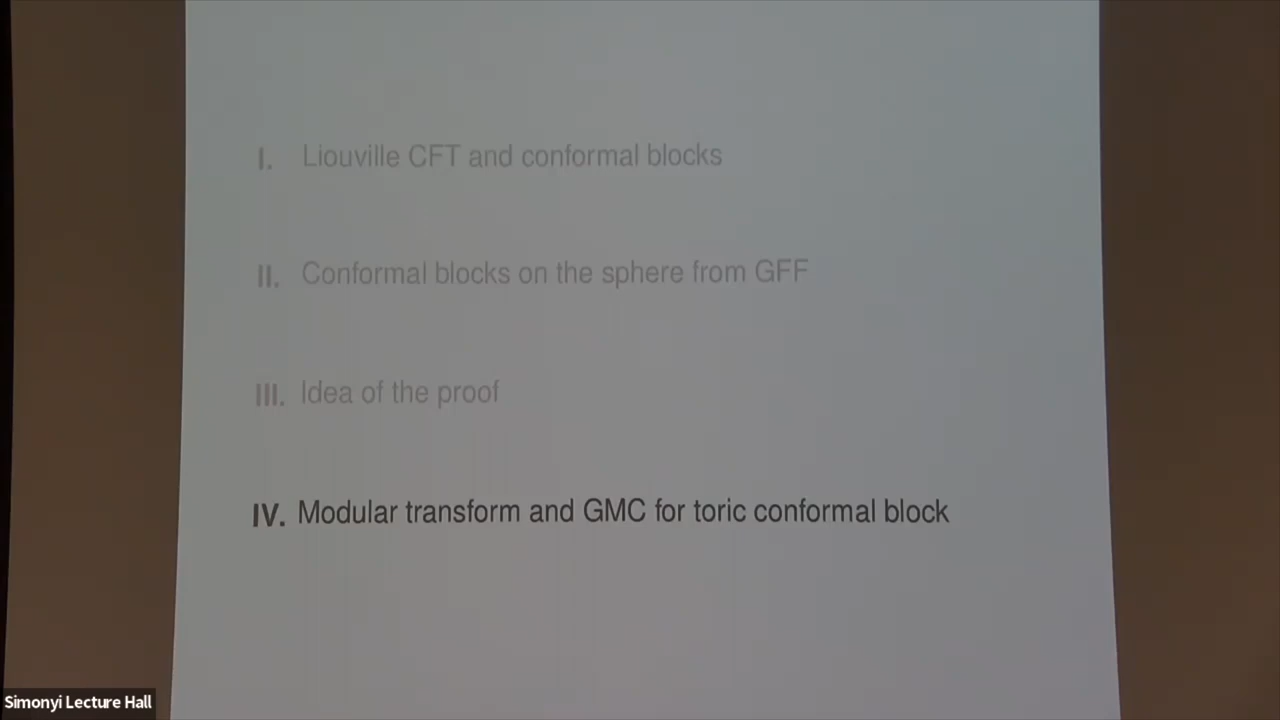 I. Liouville CFT and conformal blocks
II. Conformal blocks on the sphere from GFF
III. Idea of the proof
IV. Modular transform and GMC for toric conformal block
Simonyi Lecture Hall